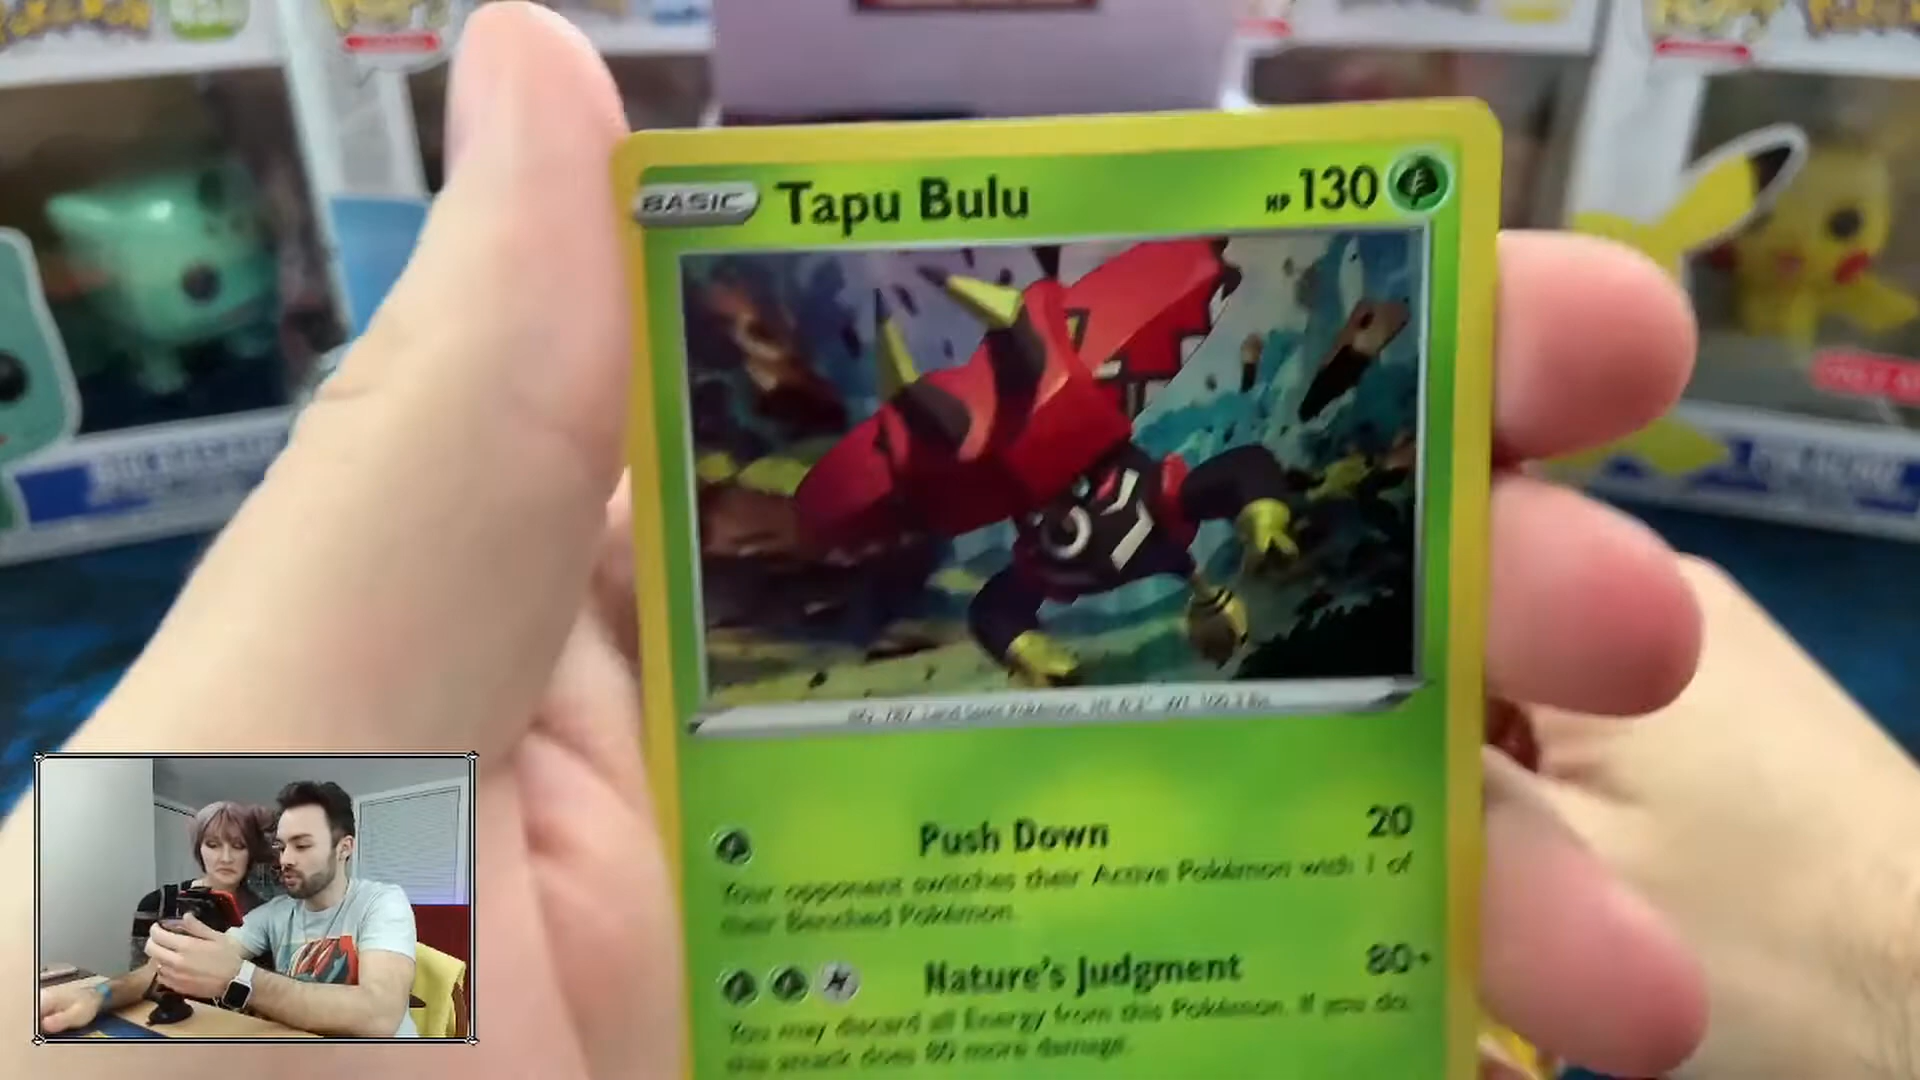 BASIC Tapu Bulu HP 130
Push Down 20
Your opponent switches their Active Pokémon with 1 of
their Benched Pokémon.
Nature's Judgment 80+
You may discard all Energy from this Pokémon. If you do,
this attack does 80 more damage.